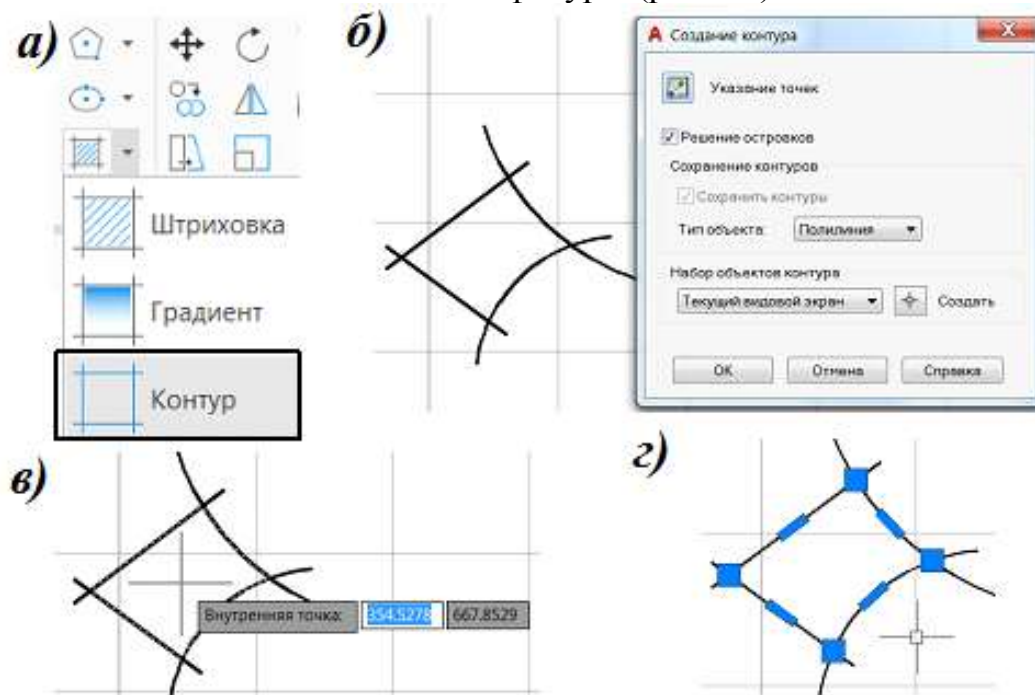 а)
Штриховка
Градиент
Контур
б)
Создание контура
Указание точек
Решение островков
Сохранение контуров
Сохранить контуры
Тип объекта: Полилиния
Набор объектов контура
Текущий видовой экран Создать
ОК Отмена Справка
в)
Внутренняя точка: 354.5278 667.8529
г)